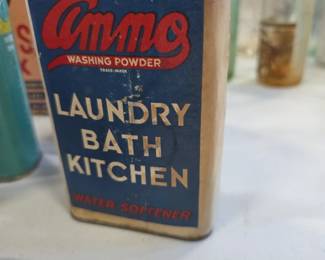 Ammo
WASHING POWDER
TRADE-MARK
LAUNDRY
BATH
KITCHEN
WATER SOFTENER